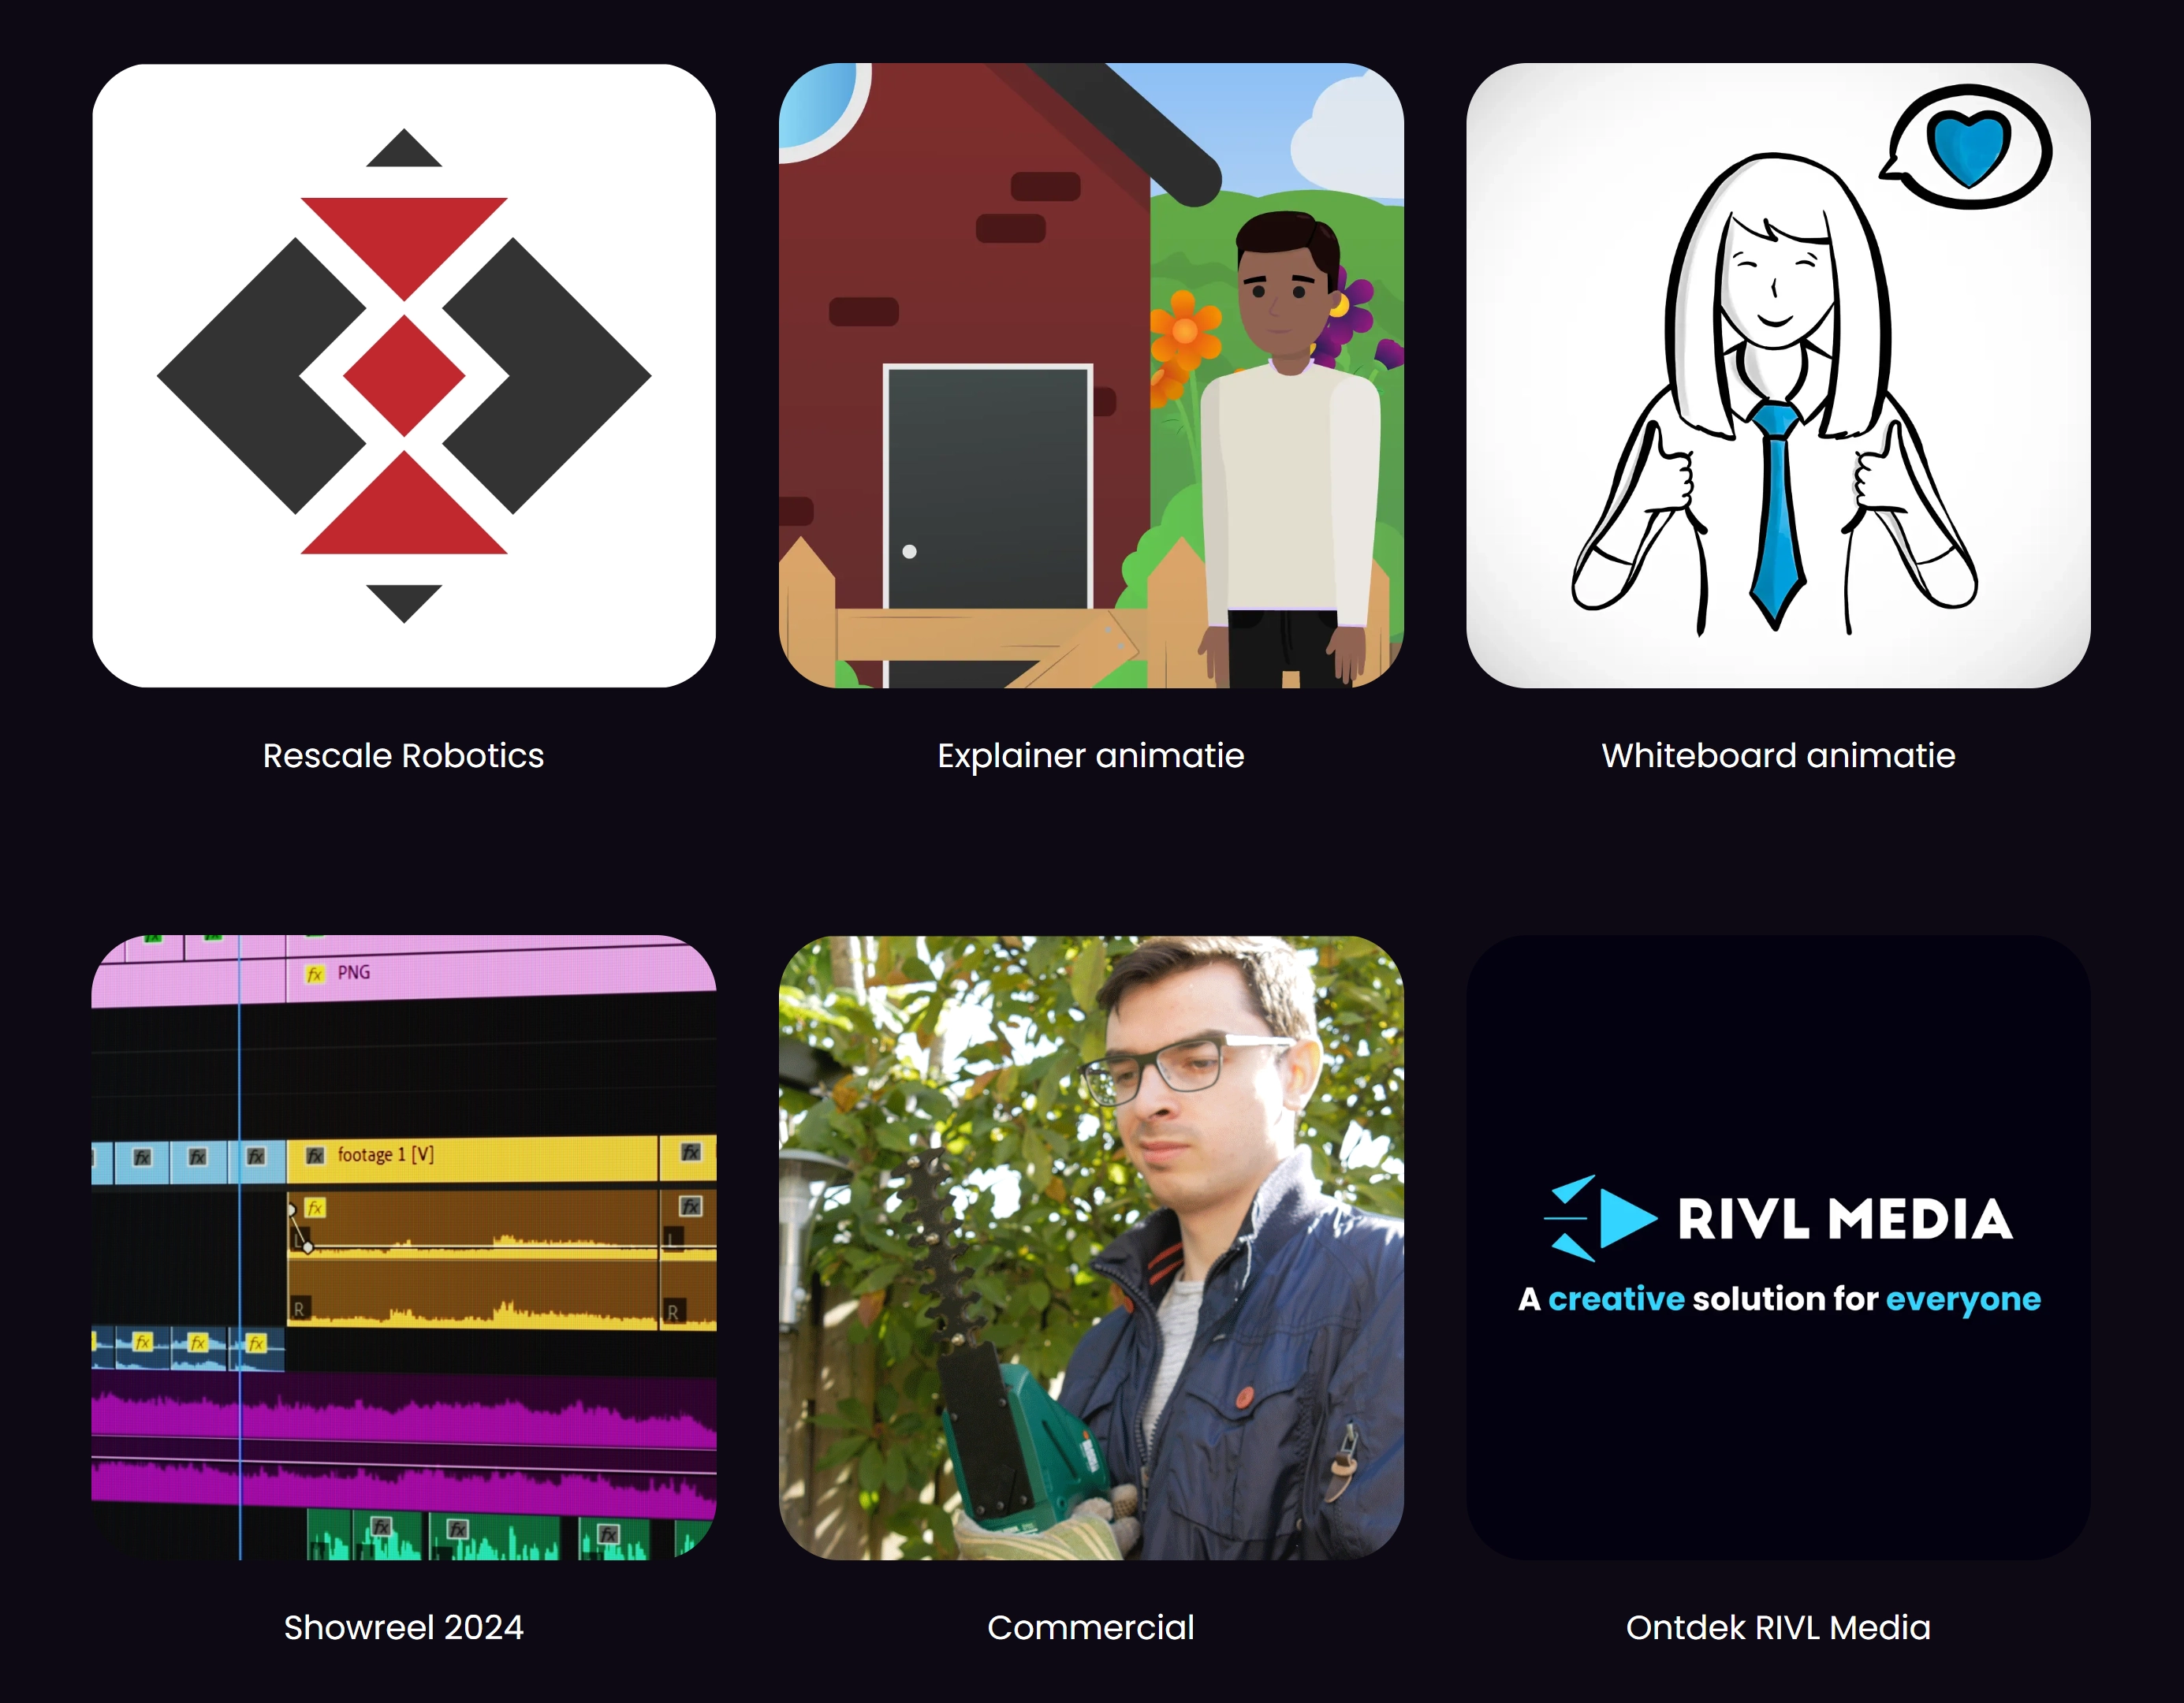 Rescale Robotics
Explainer animatie
Whiteboard animatie
fx PNG
fx fx fx fx footage 1 [V] fx
fx fx
L L
R R
fx fx fx
fx fx fx
RIVL MEDIA
A creative solution for everyone
Showreel 2024
Commercial
Ontdek RIVL Media